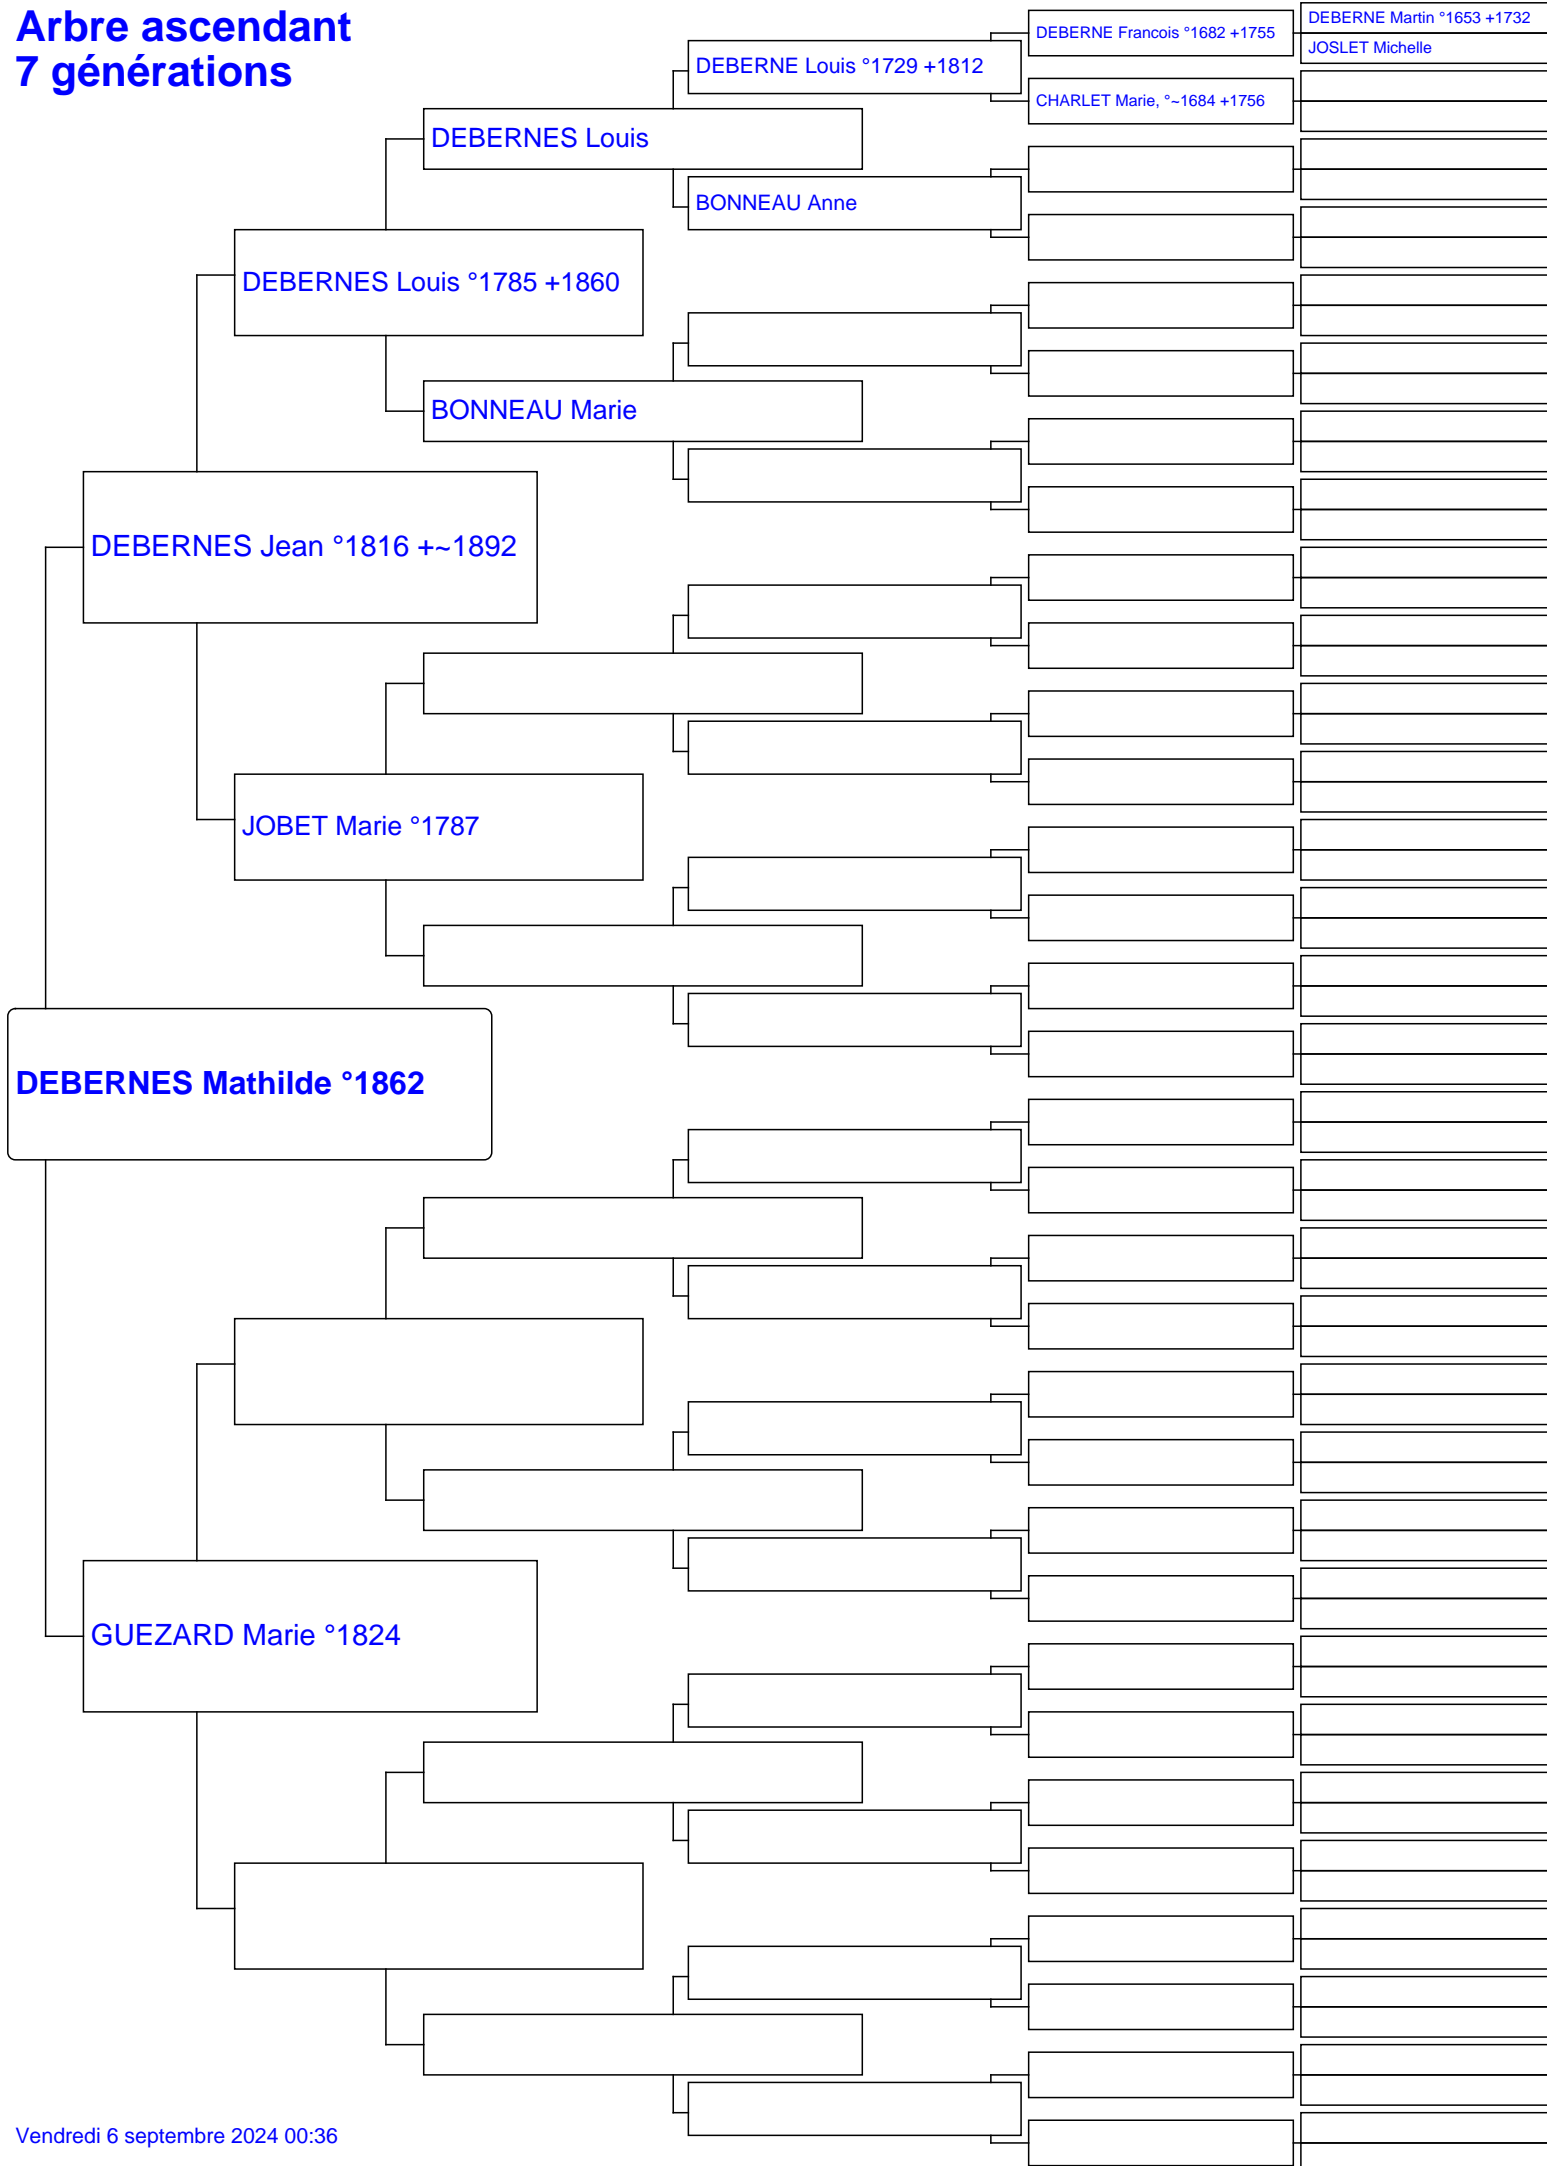 Arbre ascendant
7 générations
DEBERNE Martin °1653 +1732
JOSLET Michelle
DEBERNE Francois °1682 +1755
CHARLET Marie, °~1684 +1756
DEBERNE Louis °1729 +1812
BONNEAU Anne
DEBERNES Louis
BONNEAU Marie
DEBERNES Louis °1785 +1860
JOBET Marie °1787
DEBERNES Jean °1816 +~1892
GUEZARD Marie °1824
DEBERNES Mathilde °1862
Vendredi 6 septembre 2024 00:36